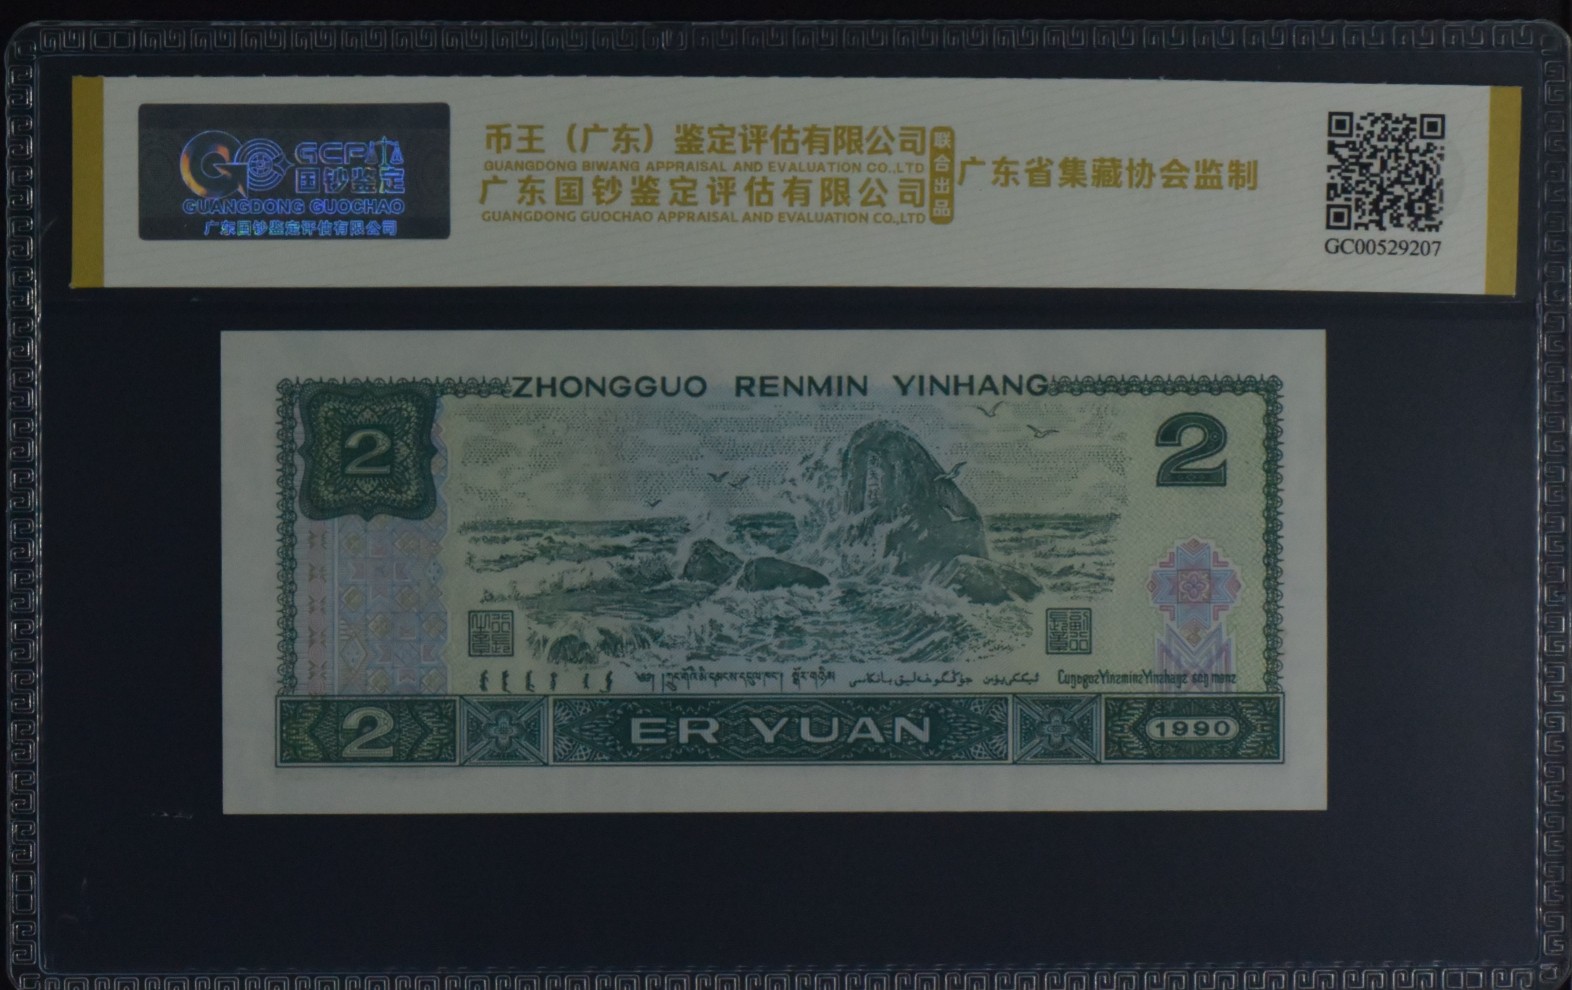 GCP
国钞鉴定
GUANGDONG GUOCHAO
广东国钞鉴定评估有限公司
币王（广东）鉴定评估有限公司
GUANGDONG BIWANG APPRAISAL AND EVALUATION CO.,LTD
广东国钞鉴定评估有限公司
GUANGDONG GUOCHAO APPRAISAL AND EVALUATION CO.,LTD
联合出品
广东省集藏协会监制
GC00529207
ZHONGGUO RENMIN YINHANG
2
2
2
ER YUAN
1990